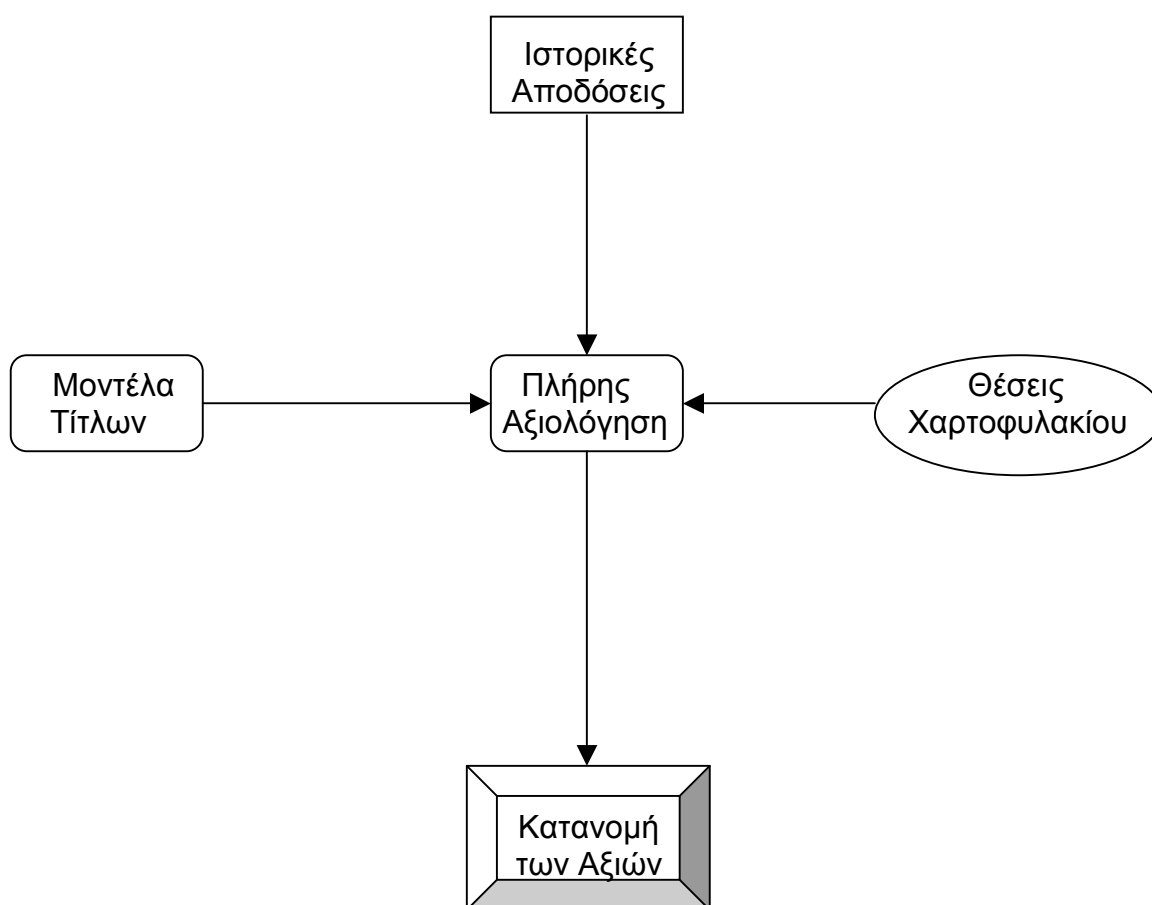 Ιστορικές
Αποδόσεις
Μοντέλα
Τίτλων
Πλήρης
Αξιολόγηση
Θέσεις
Χαρτοφυλακίου
Κατανομή
των Αξιών